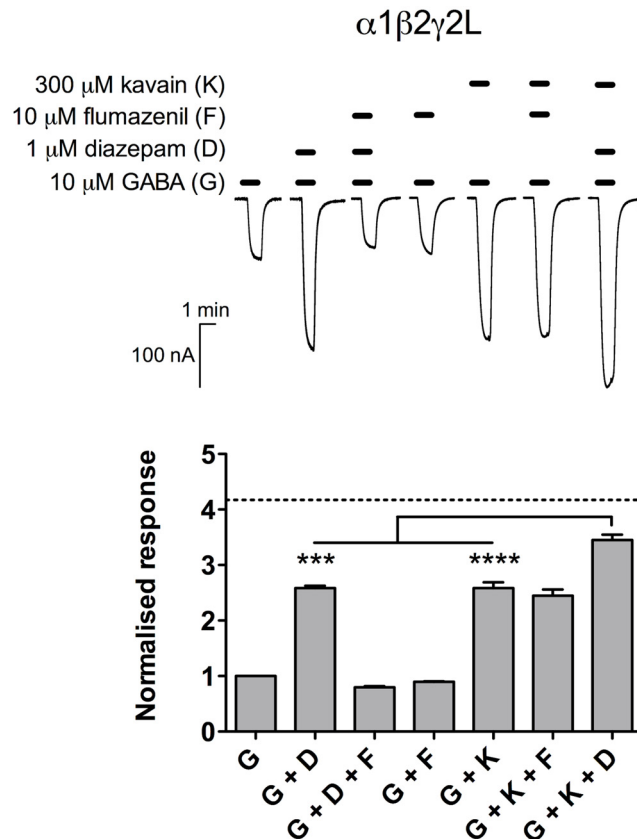 α1β2γ2L
300 μM kavain (K)
10 μM flumazenil (F)
1 μM diazepam (D)
10 μM GABA (G)
1 min
100 nA
Normalised response
5
4
3
2
1
0
***
****
G
G + D
G + D + F
G + F
G + K
G + K + F
G + K + D